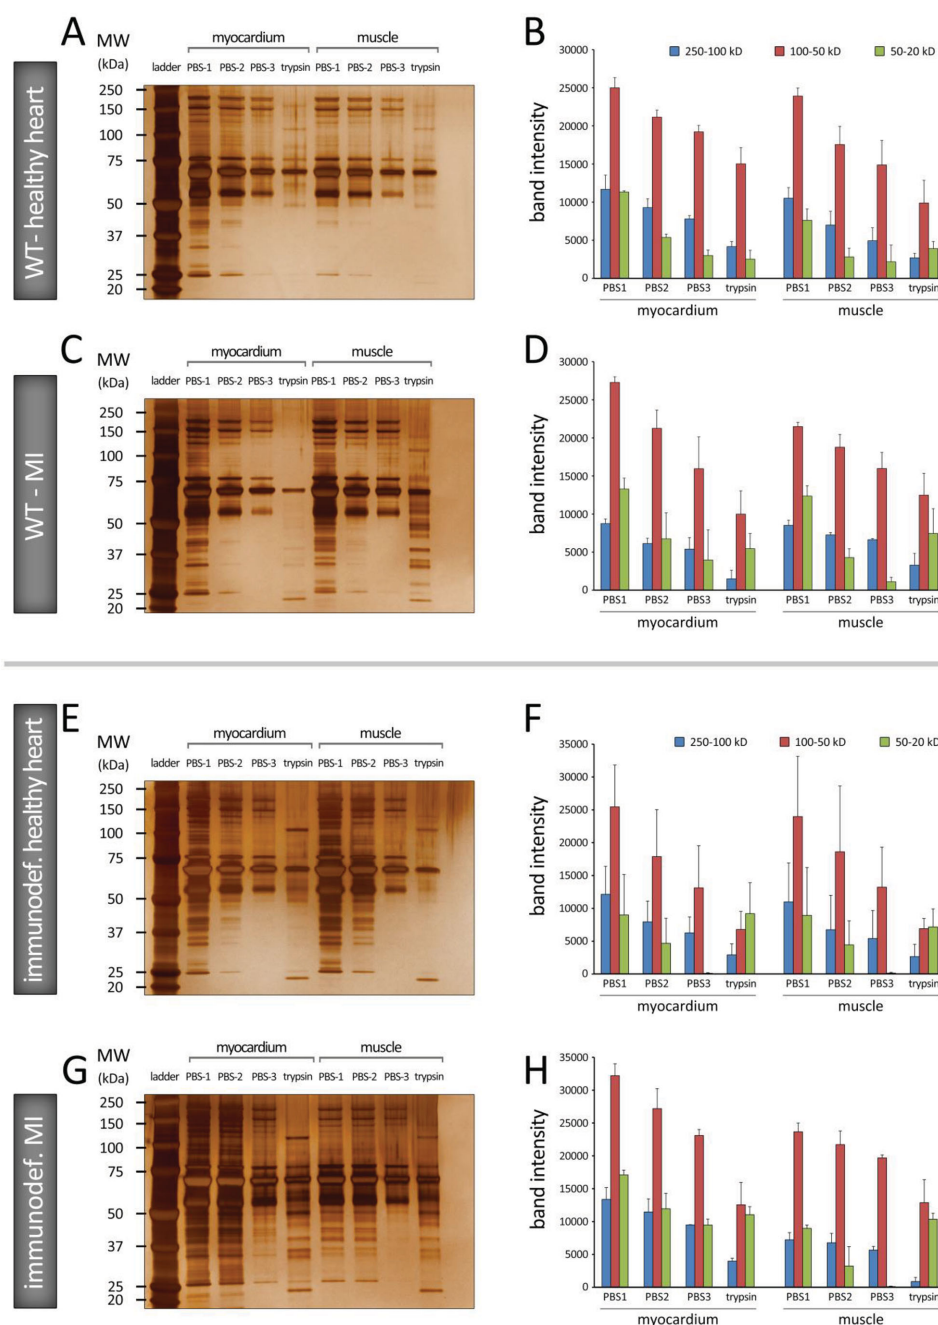 A
MW
(kDa)
myocardium muscle
ladder PBS-1 PBS-2 PBS-3 trypsin PBS-1 PBS-2 PBS-3 trypsin
250
150
100
75
50
37
25
20
WT- healthy heart
B
250-100 kD 100-50 kD 50-20 kD
band intensity
30000
25000
20000
15000
10000
5000
0
PBS1 PBS2 PBS3 trypsin PBS1 PBS2 PBS3 trypsin
myocardium muscle
C
MW
(kDa)
myocardium muscle
ladder PBS-1 PBS-2 PBS-3 trypsin PBS-1 PBS-2 PBS-3 trypsin
250
150
100
75
50
37
25
20
WT - MI
D
band intensity
30000
25000
20000
15000
10000
5000
0
PBS1 PBS2 PBS3 trypsin PBS1 PBS2 PBS3 trypsin
myocardium muscle
E
MW
(kDa)
myocardium muscle
ladder PBS-1 PBS-2 PBS-3 trypsin PBS-1 PBS-2 PBS-3 trypsin
250
150
100
75
50
37
25
20
immunodef. healthy heart
F
250-100 kD 100-50 kD 50-20 kD
band intensity
35000
30000
25000
20000
15000
10000
5000
0
PBS1 PBS2 PBS3 trypsin PBS1 PBS2 PBS3 trypsin
myocardium muscle
G
MW
(kDa)
myocardium muscle
ladder PBS-1 PBS-2 PBS-3 trypsin PBS-1 PBS-2 PBS-3 trypsin
250
150
100
75
50
37
25
20
immunodef. MI
H
band intensity
35000
30000
25000
20000
15000
10000
5000
0
PBS1 PBS2 PBS3 trypsin PBS1 PBS2 PBS3 trypsin
myocardium muscle